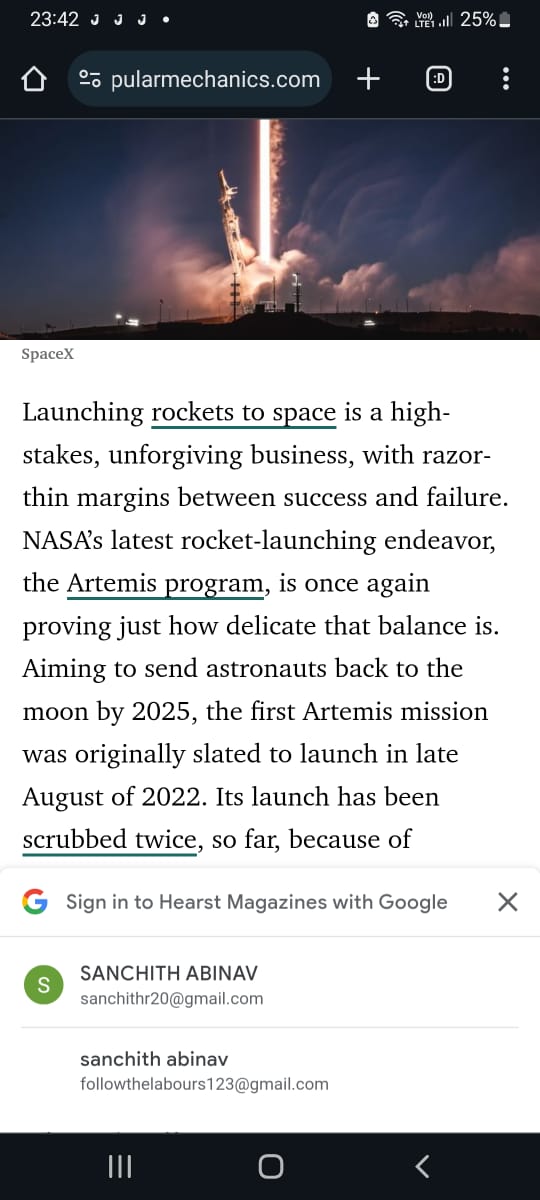 23:42 J J J •
Vo)) LTE1 25%
pularmechanics.com
:D
SpaceX
Launching rockets to space is a high-
stakes, unforgiving business, with razor-
thin margins between success and failure.
NASA’s latest rocket-launching endeavor,
the Artemis program, is once again
proving just how delicate that balance is.
Aiming to send astronauts back to the
moon by 2025, the first Artemis mission
was originally slated to launch in late
August of 2022. Its launch has been
scrubbed twice, so far, because of
Sign in to Hearst Magazines with Google
S
SANCHITH ABINAV
sanchithr20@gmail.com
sanchith abinav
followthelabours123@gmail.com